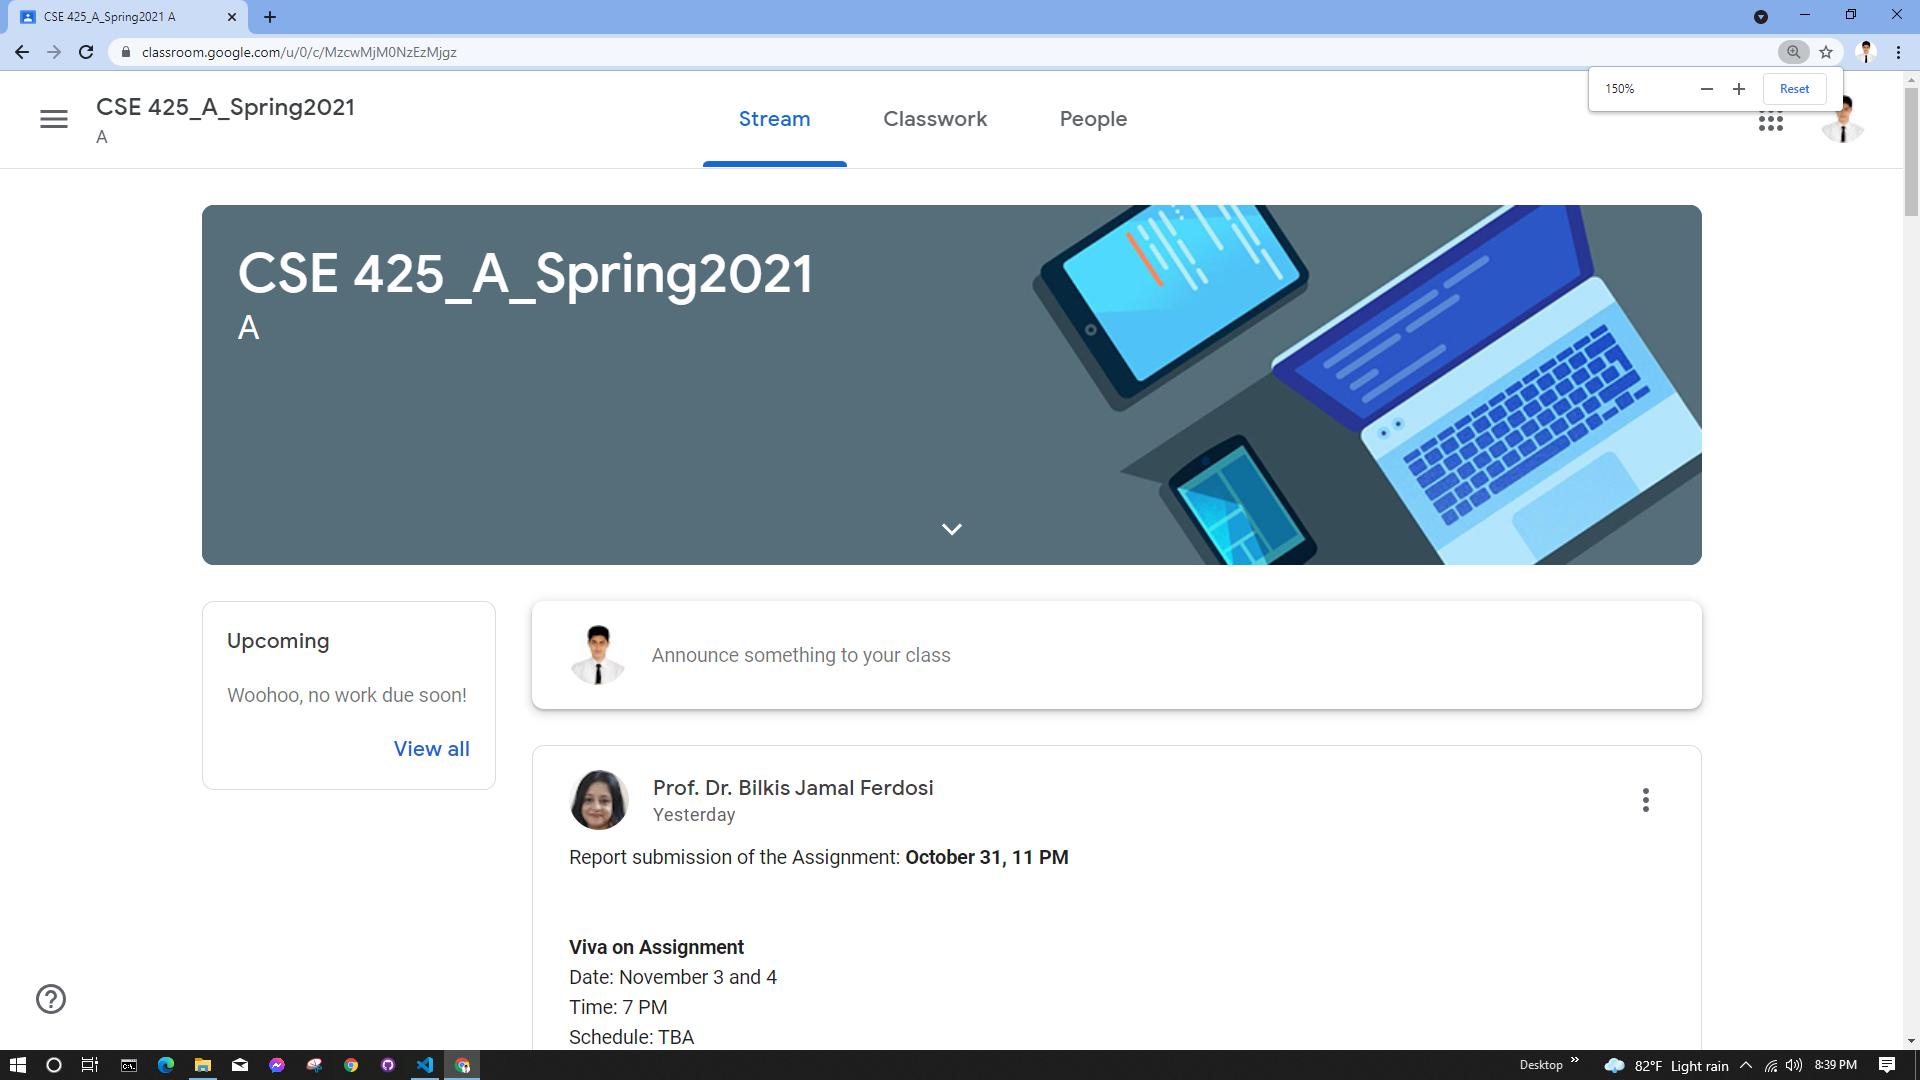 CSE 425_A_Spring2021 A
classroom.google.com/u/0/c/MzcwMjM0NzEzMjgz
150%
Reset
CSE 425_A_Spring2021
A
Stream
Classwork
People
CSE 425_A_Spring2021
A
Upcoming
Woohoo, no work due soon!
View all
Announce something to your class
Prof. Dr. Bilkis Jamal Ferdosi
Yesterday
Report submission of the Assignment: October 31, 11 PM
Viva on Assignment
Date: November 3 and 4
Time: 7 PM
Schedule: TBA
Desktop
82°F Light rain
8:39 PM